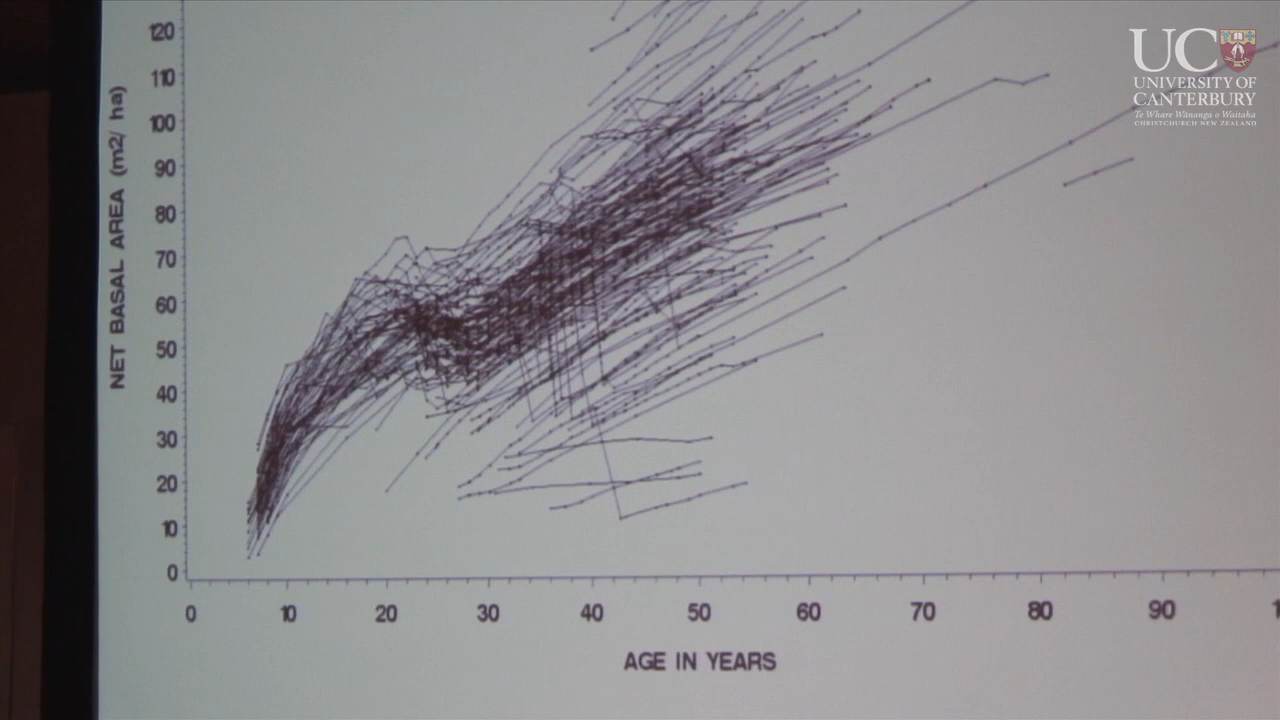 120
110
100
90
80
70
60
50
40
30
20
10
0
NET BASAL AREA (m2/ ha)
0 10 20 30 40 50 60 70 80 90
AGE IN YEARS
UC
UNIVERSITY OF
CANTERBURY
Te Whare Wānanga o Waitaha
CHRISTCHURCH NEW ZEALAND